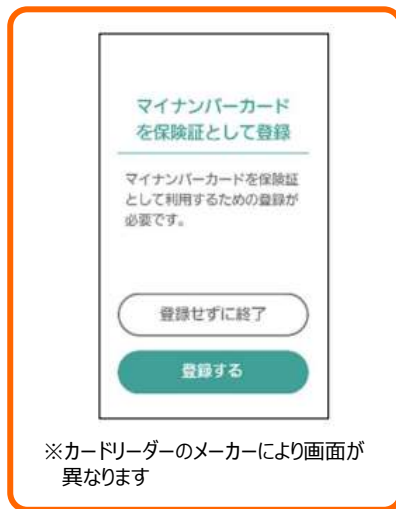 マイナンバーカード
を保険証として登録
マイナンバーカードを保険証
として利用するための登録が
必要です。
登録せずに終了
登録する
※カードリーダーのメーカーにより画面が
異なります